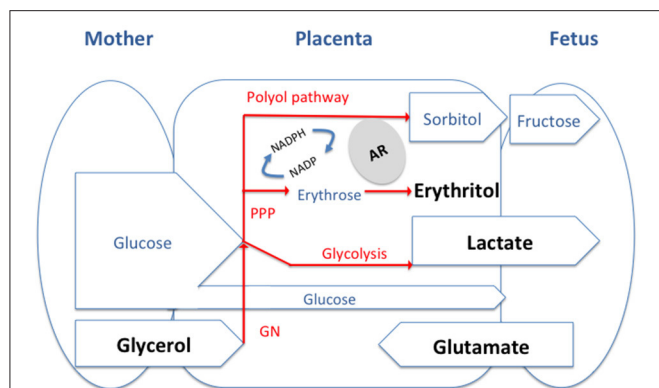 Mother Placenta Fetus
Polyol pathway
Sorbitol
Fructose
NADPH
NADP
AR
Erythrose
Erythritol
PPP
Glucose
Lactate
Glycolysis
Glucose
GN
Glycerol
Glutamate